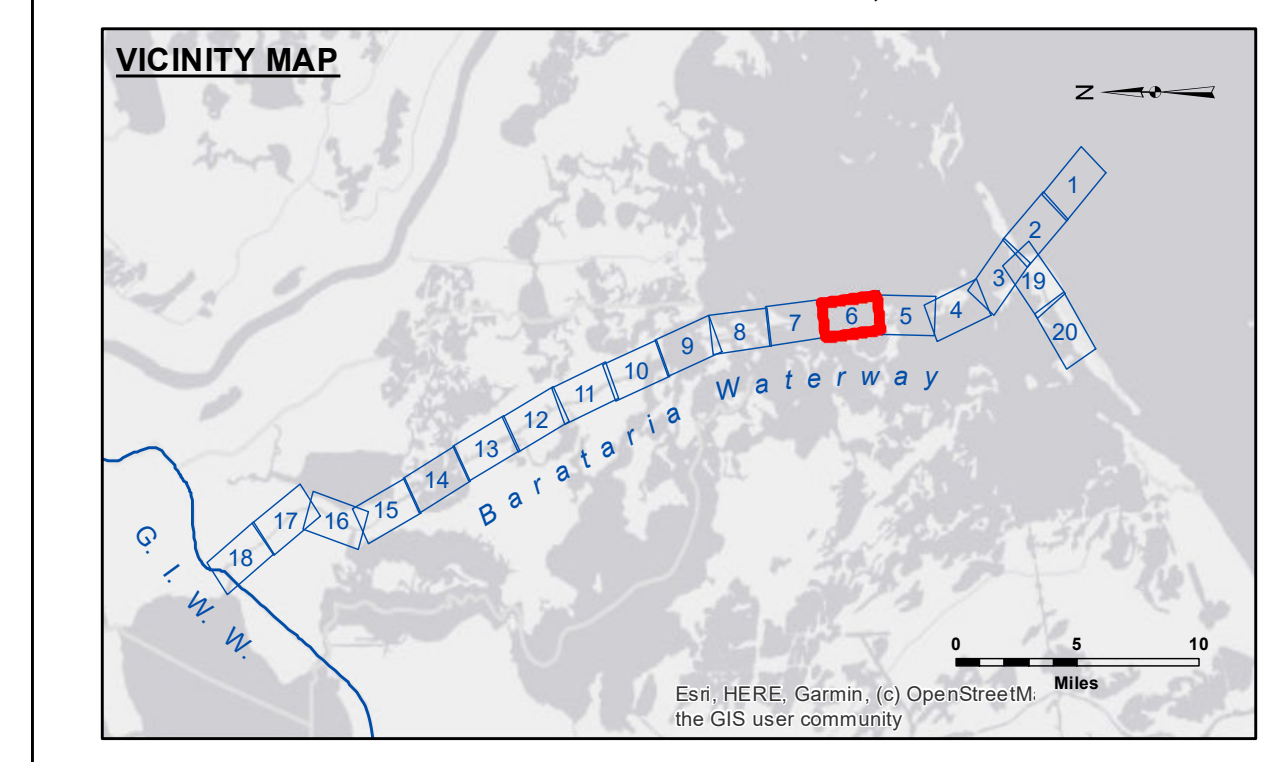 VICINITY MAP
N
1
2
3
19
4
20
5
6
7
8
9
10
11
12
13
14
15
16
17
18
Barataria Waterway
G. I. W. W.
0 5 10
Miles
Esri, HERE, Garmin, (c) OpenStreetM
the GIS user community